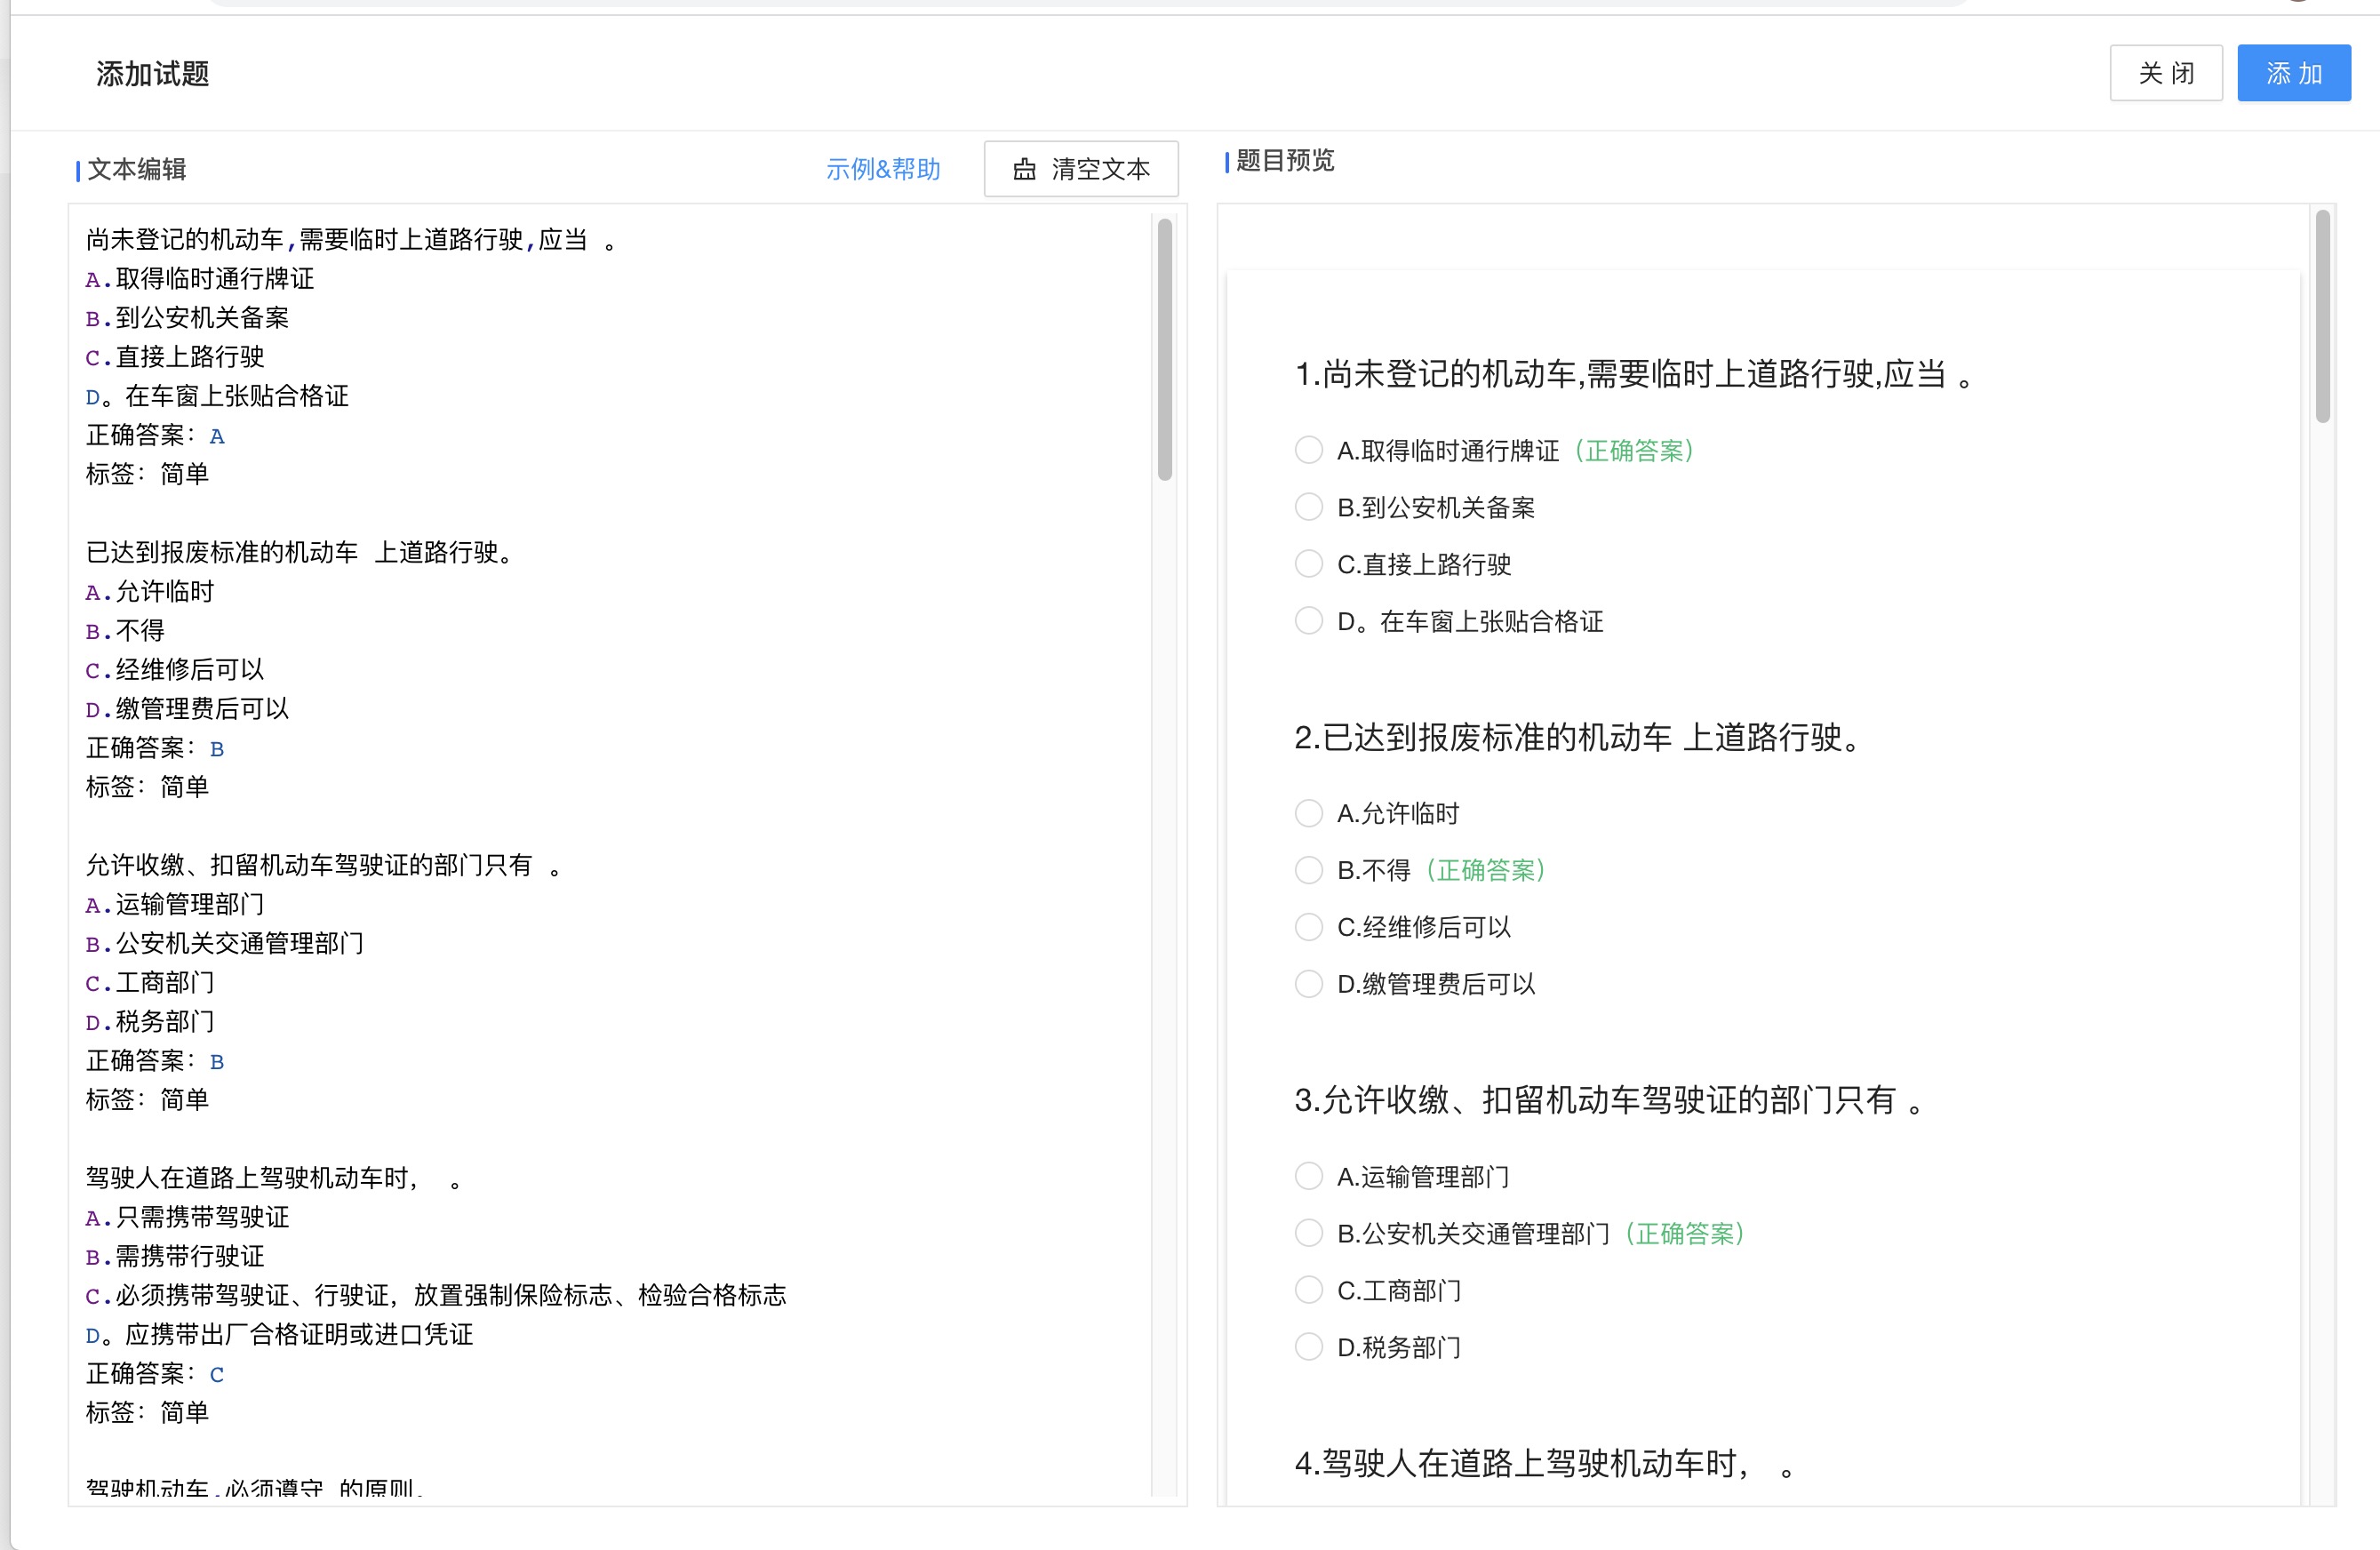 添加试题
关 闭
添 加
文本编辑
示例&帮助
清空文本
尚未登记的机动车,需要临时上道路行驶,应当 。
A.取得临时通行牌证
B.到公安机关备案
C.直接上路行驶
D。在车窗上张贴合格证
正确答案：A
标签：简单
已达到报废标准的机动车 上道路行驶。
A.允许临时
B.不得
C.经维修后可以
D.缴管理费后可以
正确答案：B
标签：简单
允许收缴、扣留机动车驾驶证的部门只有 。
A.运输管理部门
B.公安机关交通管理部门
C.工商部门
D.税务部门
正确答案：B
标签：简单
驾驶人在道路上驾驶机动车时， 。
A.只需携带驾驶证
B.需携带行驶证
C.必须携带驾驶证、行驶证，放置强制保险标志、检验合格标志
D。应携带出厂合格证明或进口凭证
正确答案：C
标签：简单
驾驶机动车,必须遵守 的原则。
题目预览
1.尚未登记的机动车,需要临时上道路行驶,应当 。
A.取得临时通行牌证（正确答案）
B.到公安机关备案
C.直接上路行驶
D。在车窗上张贴合格证
2.已达到报废标准的机动车 上道路行驶。
A.允许临时
B.不得（正确答案）
C.经维修后可以
D.缴管理费后可以
3.允许收缴、扣留机动车驾驶证的部门只有 。
A.运输管理部门
B.公安机关交通管理部门（正确答案）
C.工商部门
D.税务部门
4.驾驶人在道路上驾驶机动车时， 。